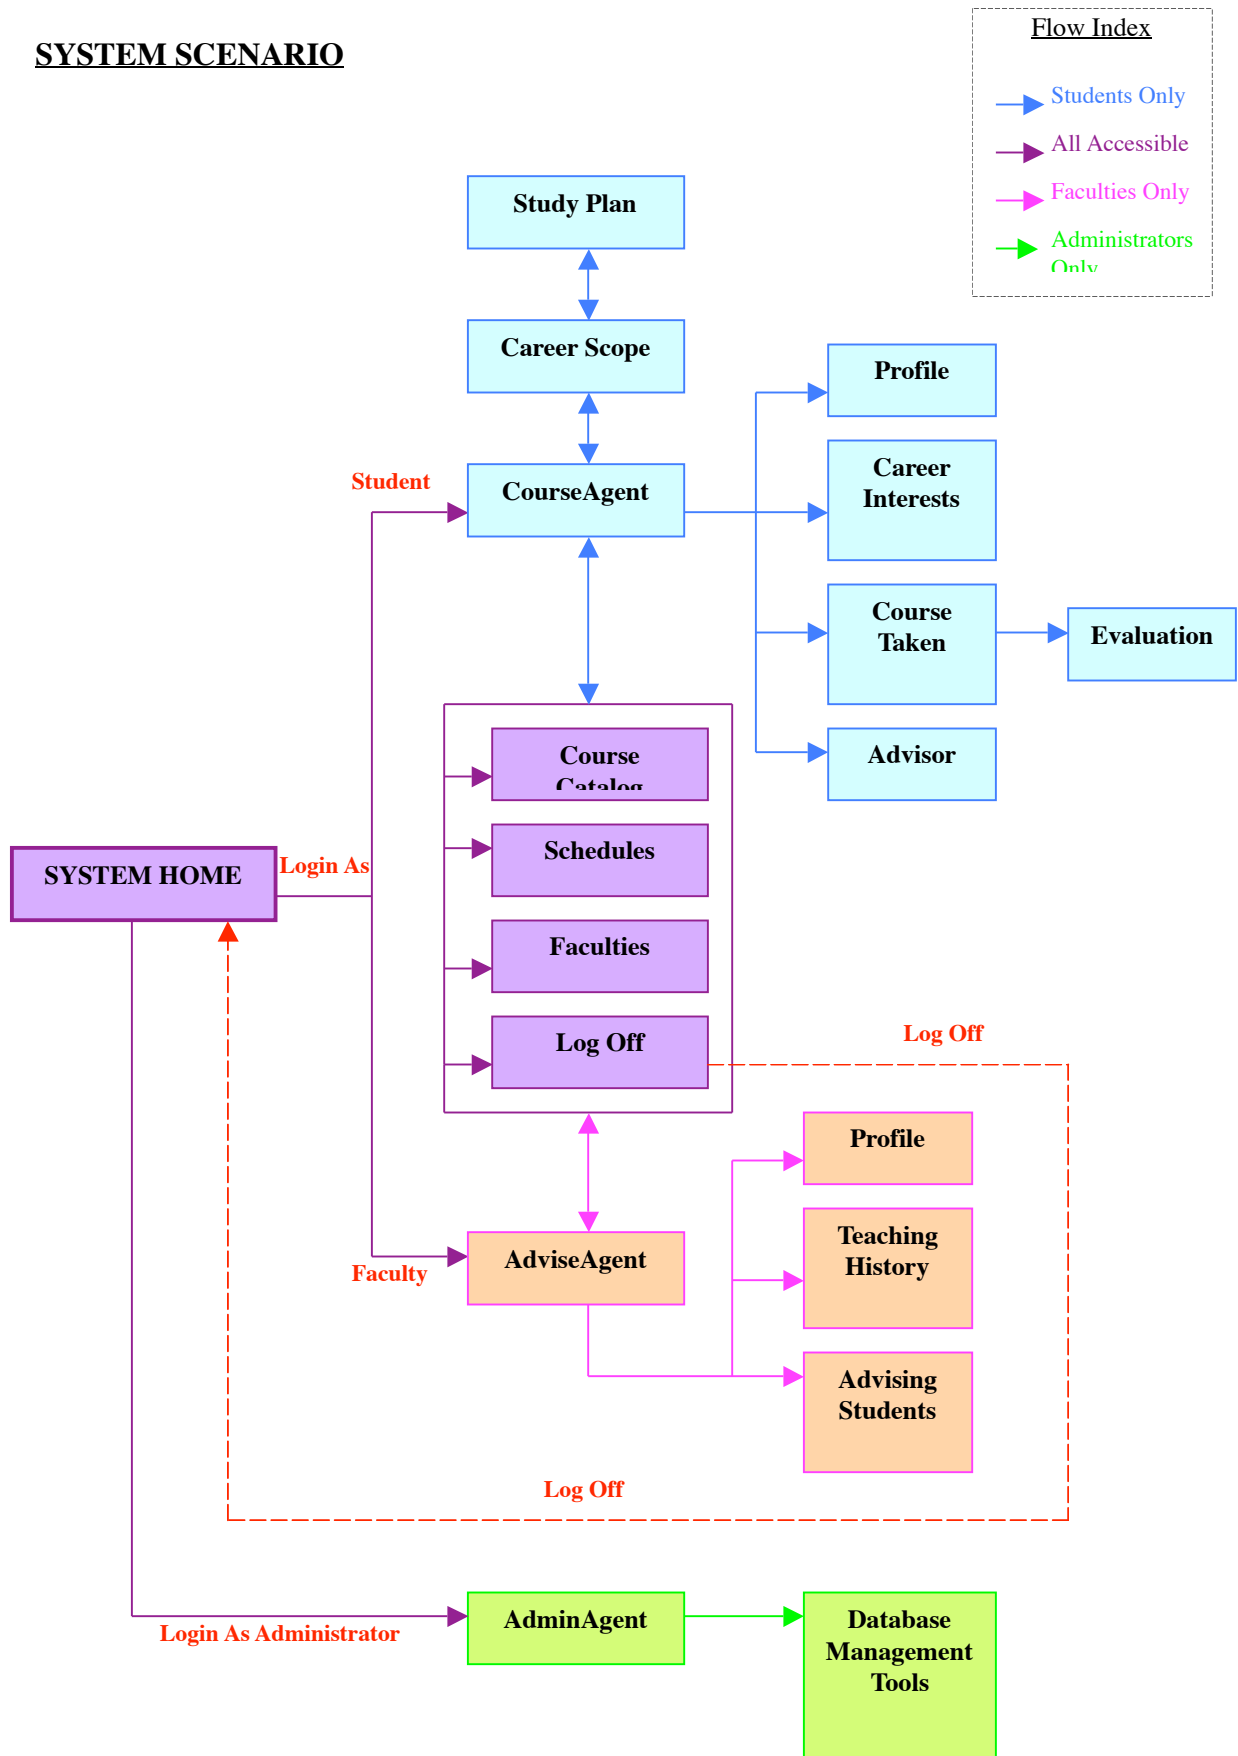 SYSTEM SCENARIO
Flow Index
Students Only
All Accessible
Faculties Only
Administrators
Only
Study Plan
Career Scope
Profile
Career
Interests
Student
CourseAgent
Course
Taken
Evaluation
Advisor
Course
Catalog
Schedules
SYSTEM HOME
Login As
Faculties
Log Off
Log Off
Profile
Teaching
History
AdviseAgent
Faculty
Advising
Students
Log Off
AdminAgent
Login As Administrator
Database
Management
Tools